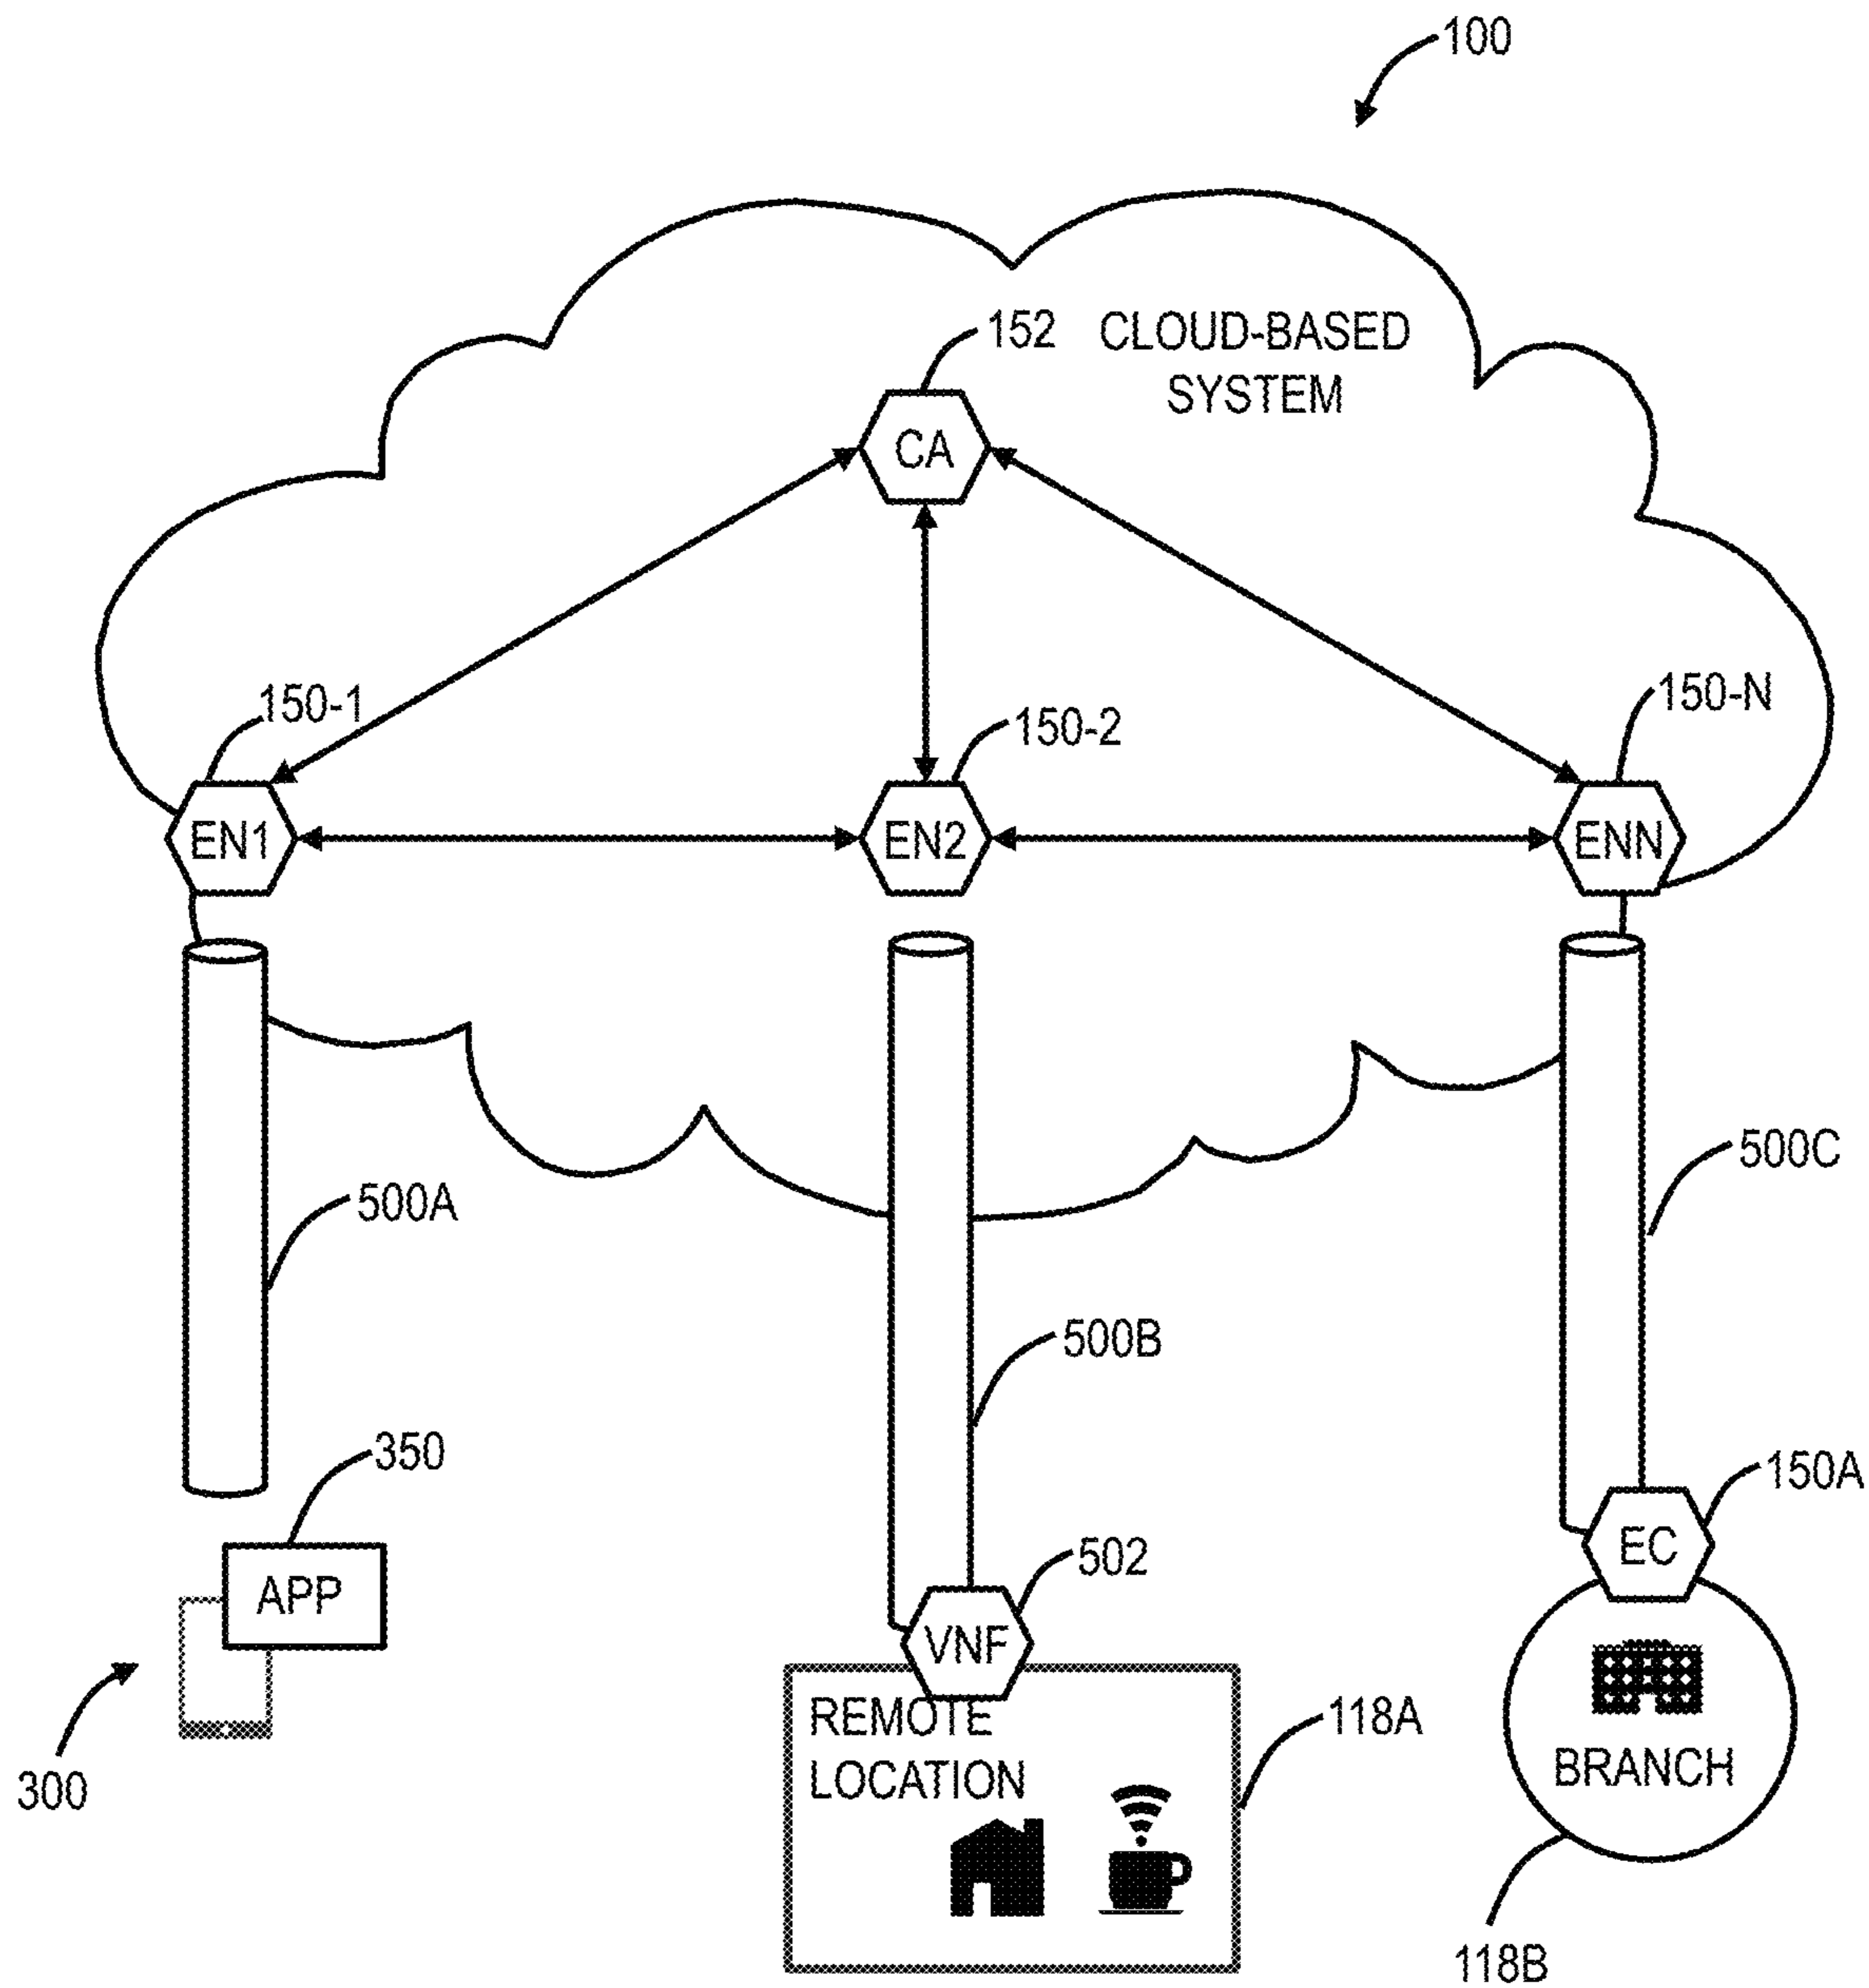 100
152
CLOUD-BASED
SYSTEM
CA
150-1
150-2
150-N
EN1
EN2
ENN
500A
500B
500C
350
APP
300
502
VNF
REMOTE
LOCATION
118A
150A
EC
BRANCH
118B